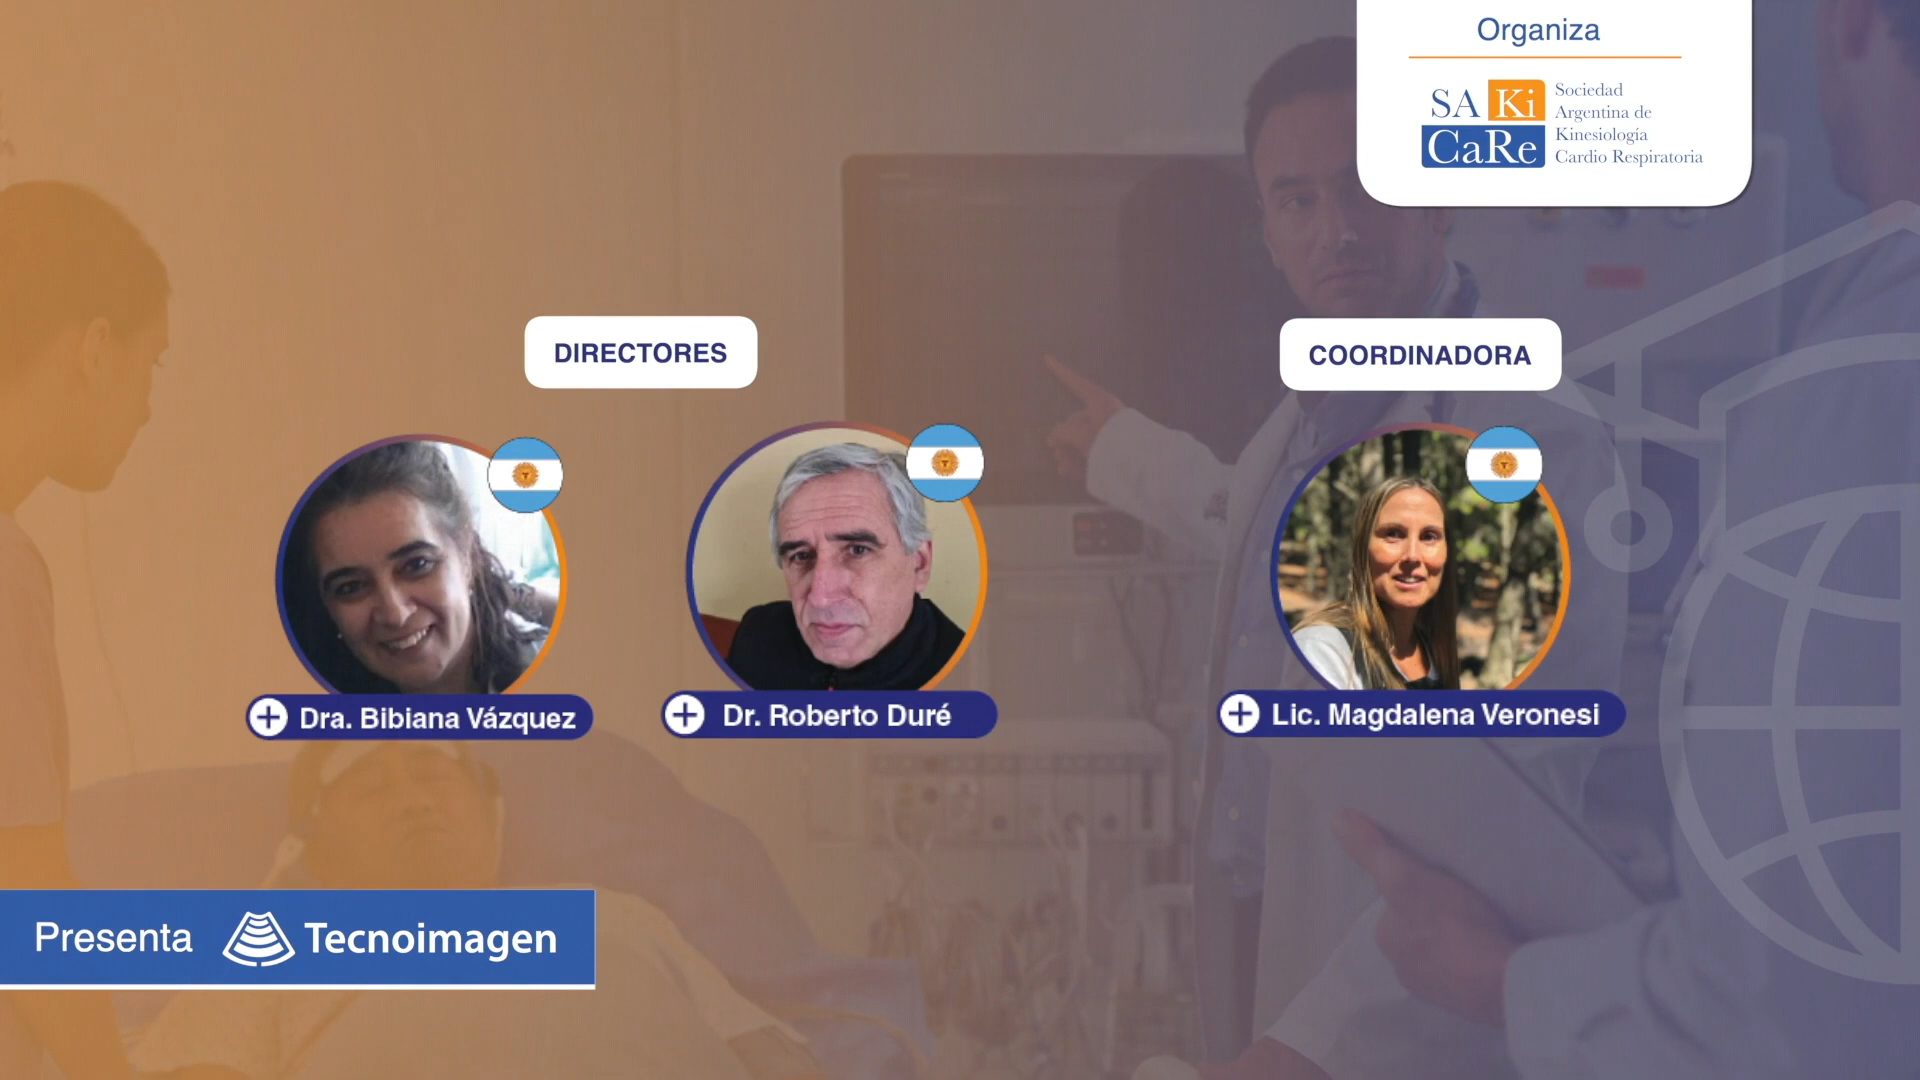 Organiza
SA Ki
CaRe
Sociedad
Argentina de
Kinesiología
Cardio Respiratoria
DIRECTORES
COORDINADORA
Dra. Bibiana Vázquez
Dr. Roberto Duré
Lic. Magdalena Veronesi
Presenta Tecnoimagen